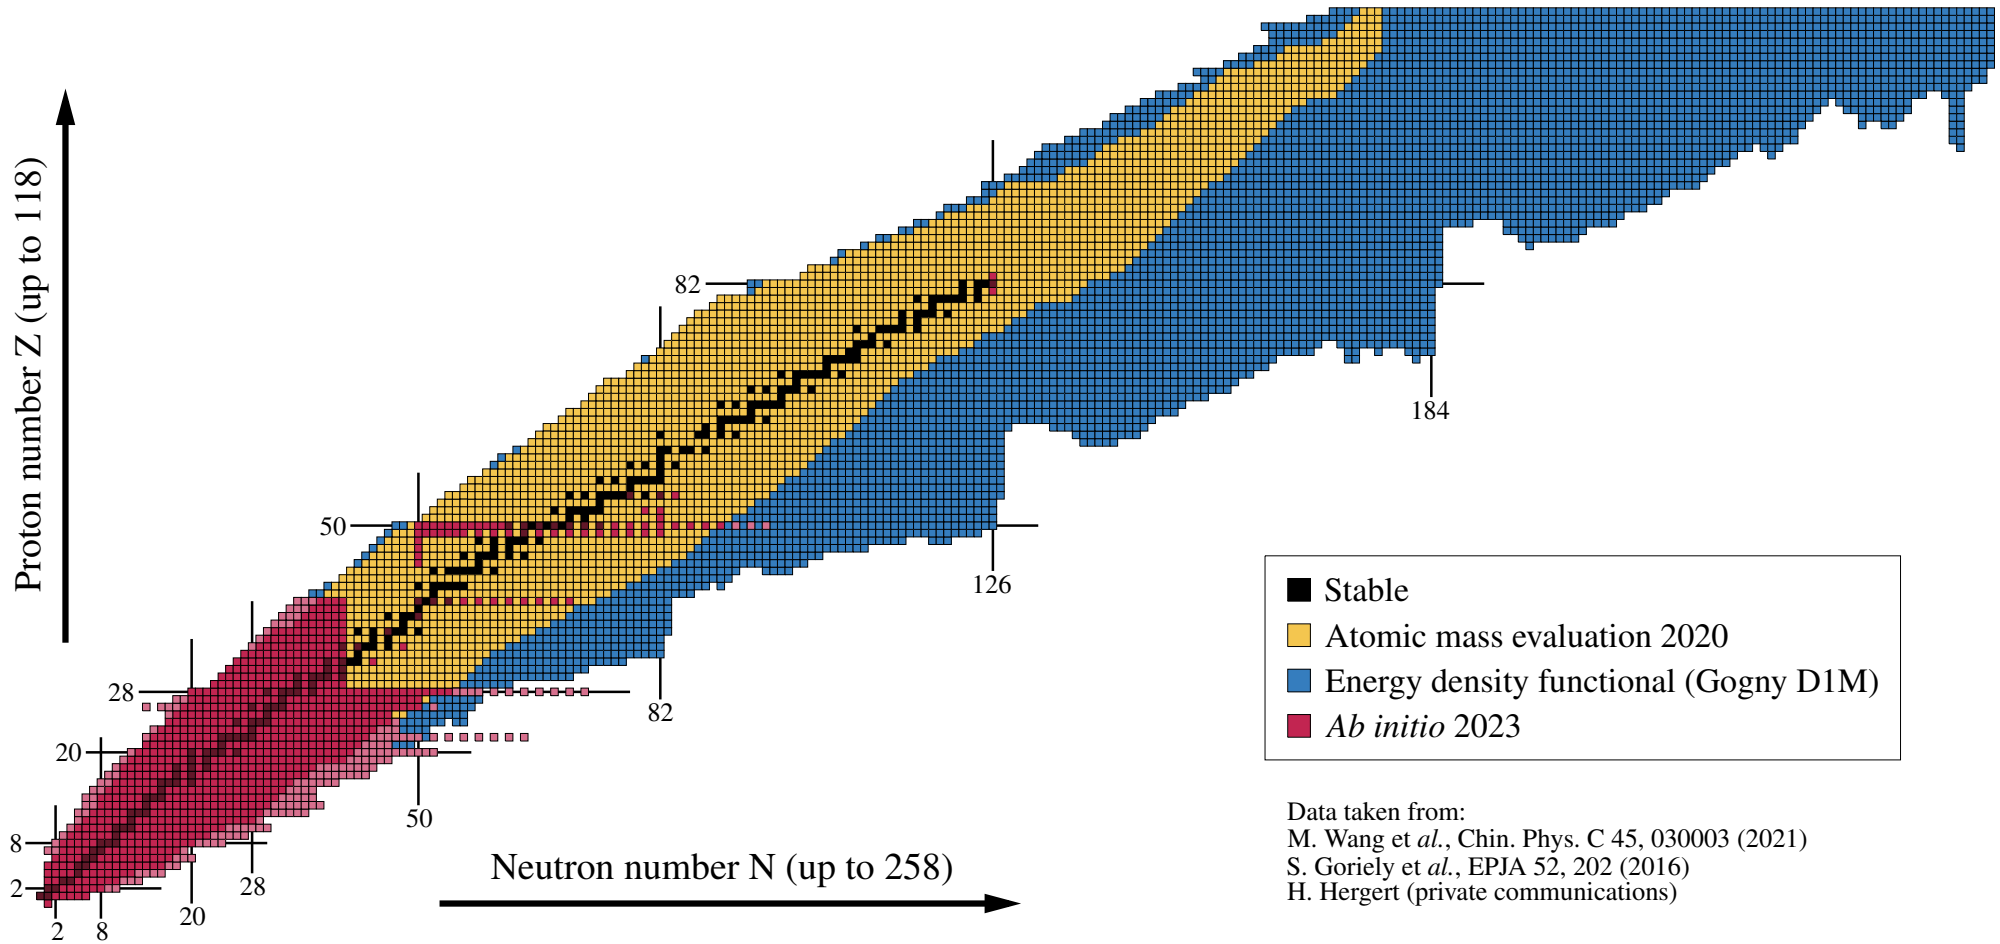 Proton number Z (up to 118)
82
50
28
20
8
2
2
8
20
28
50
82
126
184
Neutron number N (up to 258)
Stable
Atomic mass evaluation 2020
Energy density functional (Gogny D1M)
Ab initio 2023
Data taken from:
M. Wang et al., Chin. Phys. C 45, 030003 (2021)
S. Goriely et al., EPJA 52, 202 (2016)
H. Hergert (private communications)